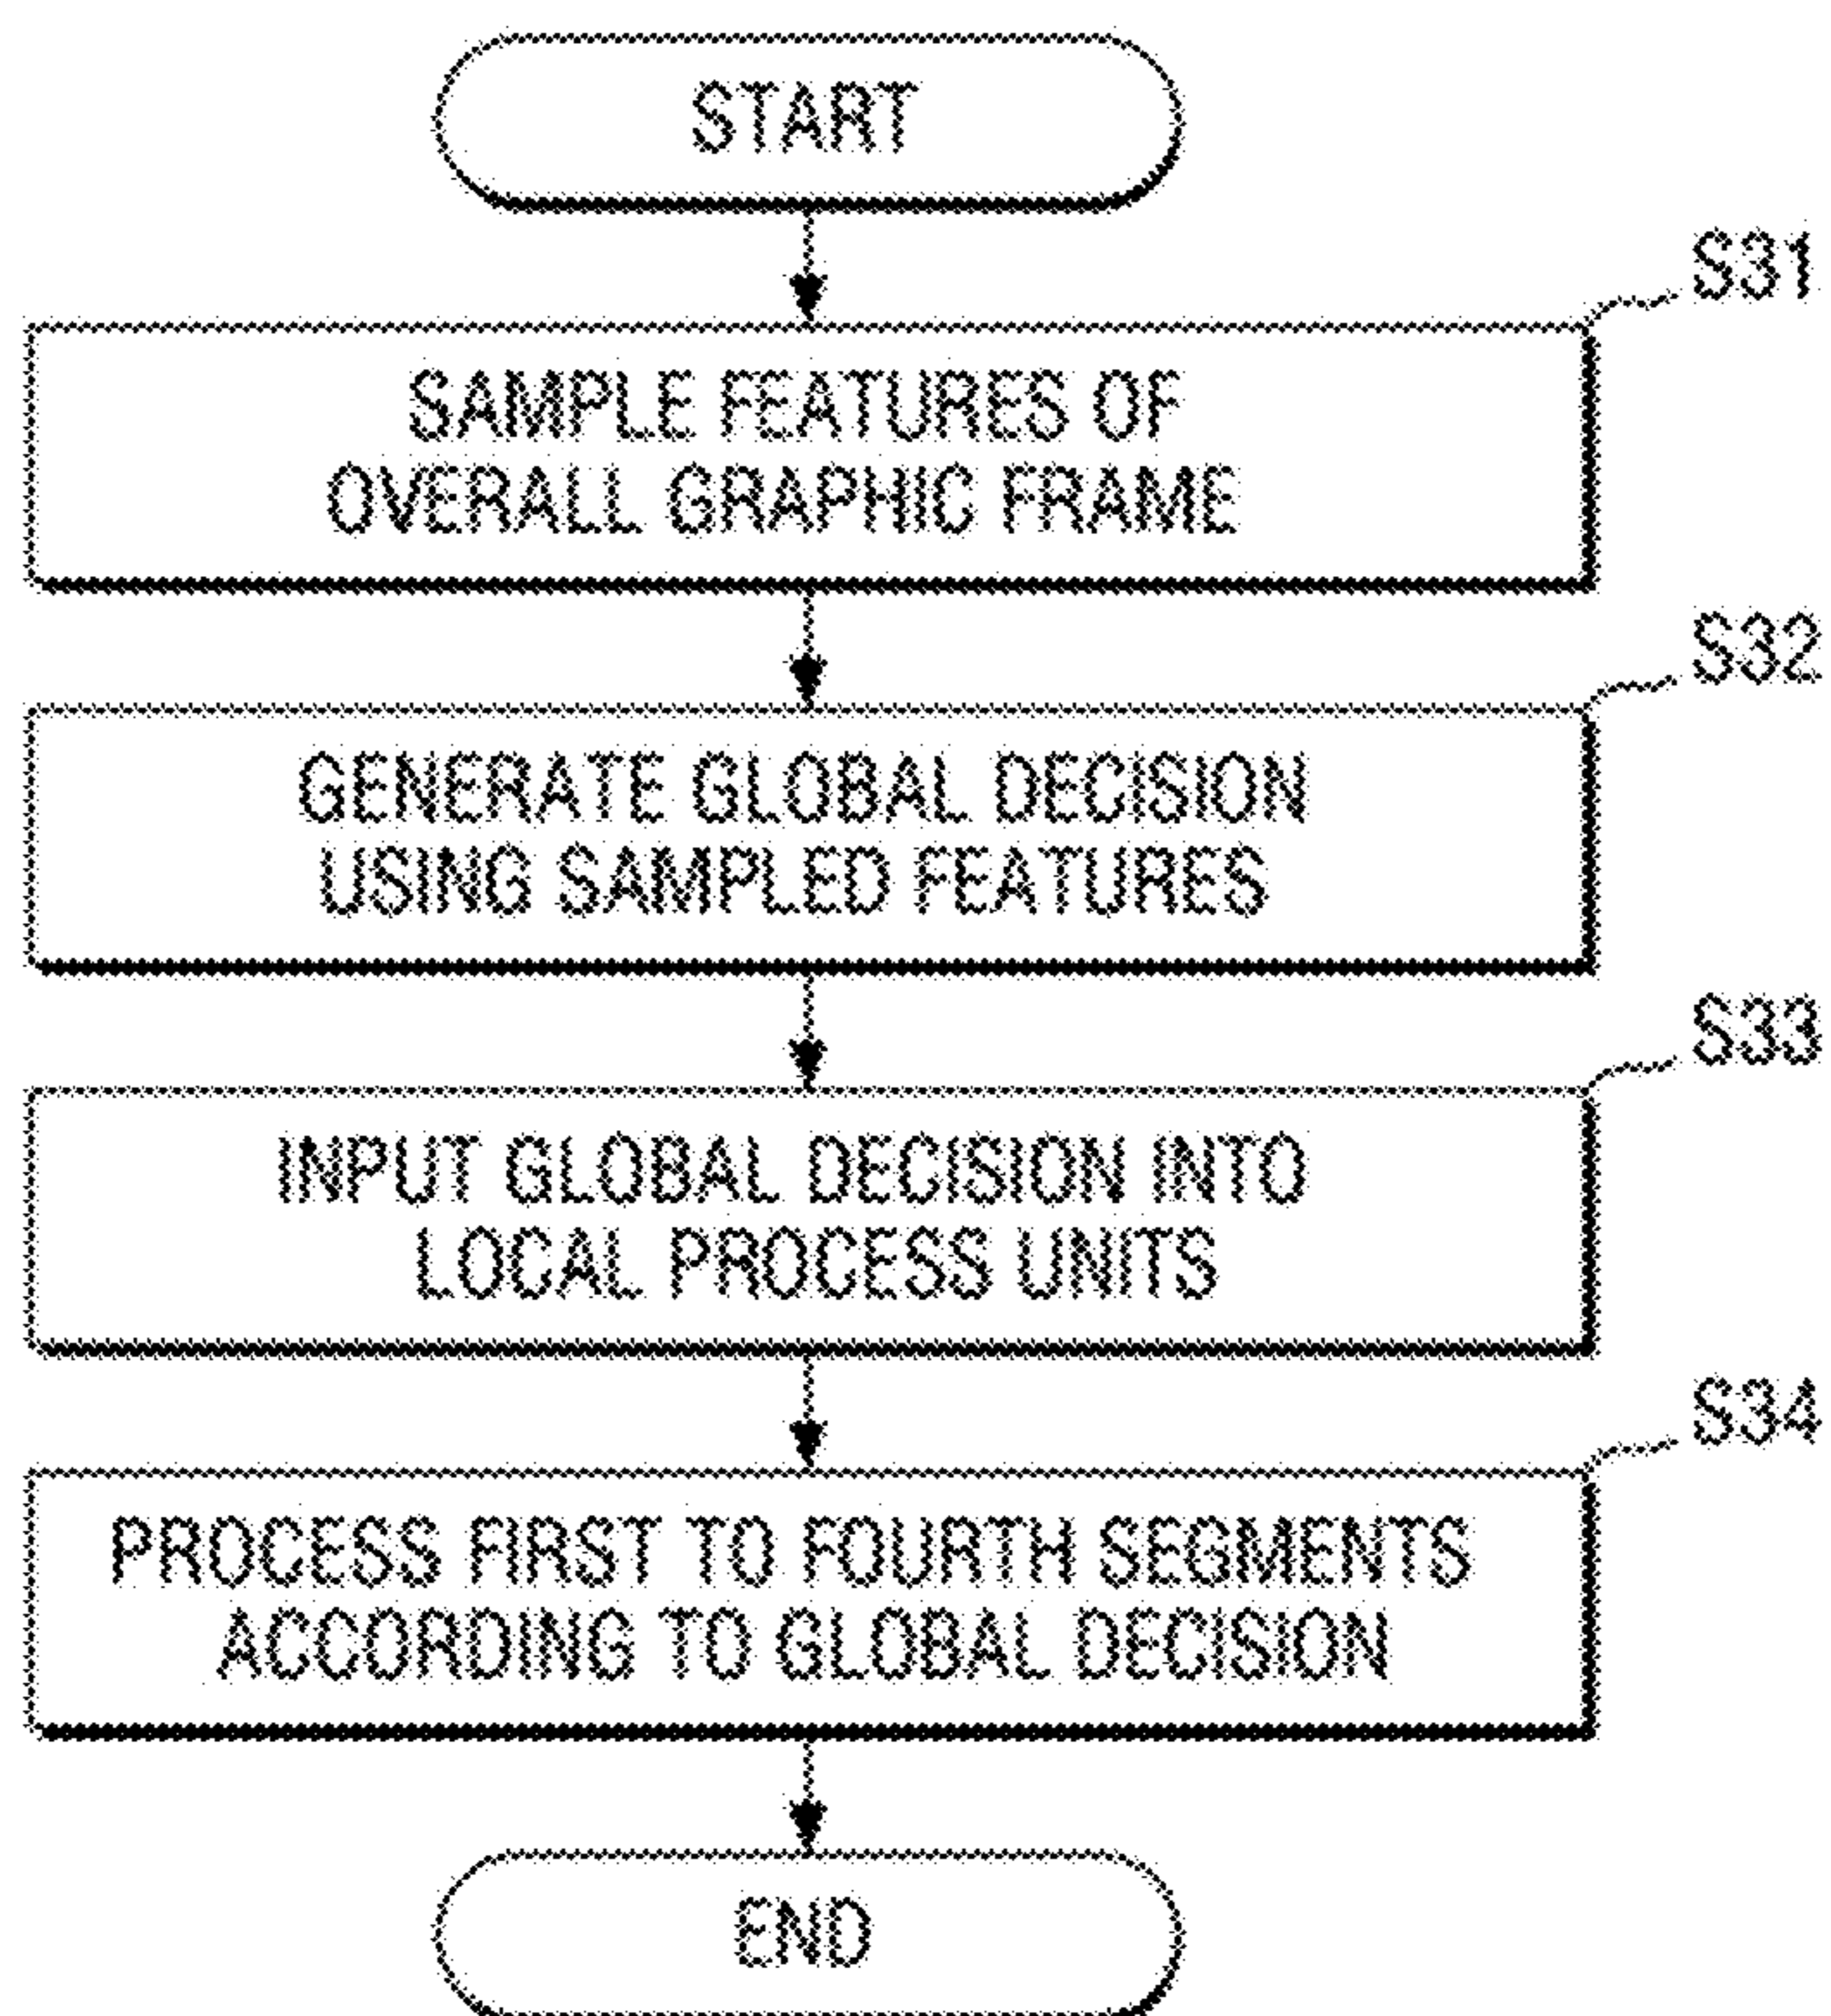 START
S31
SAMPLE FEATURES OF
OVERALL GRAPHIC FRAME
S32
GENERATE GLOBAL DECISION
USING SAMPLED FEATURES
S33
INPUT GLOBAL DECISION INTO
LOCAL PROCESS UNITS
S34
PROCESS FIRST TO FOURTH SEGMENTS
ACCORDING TO GLOBAL DECISION
END